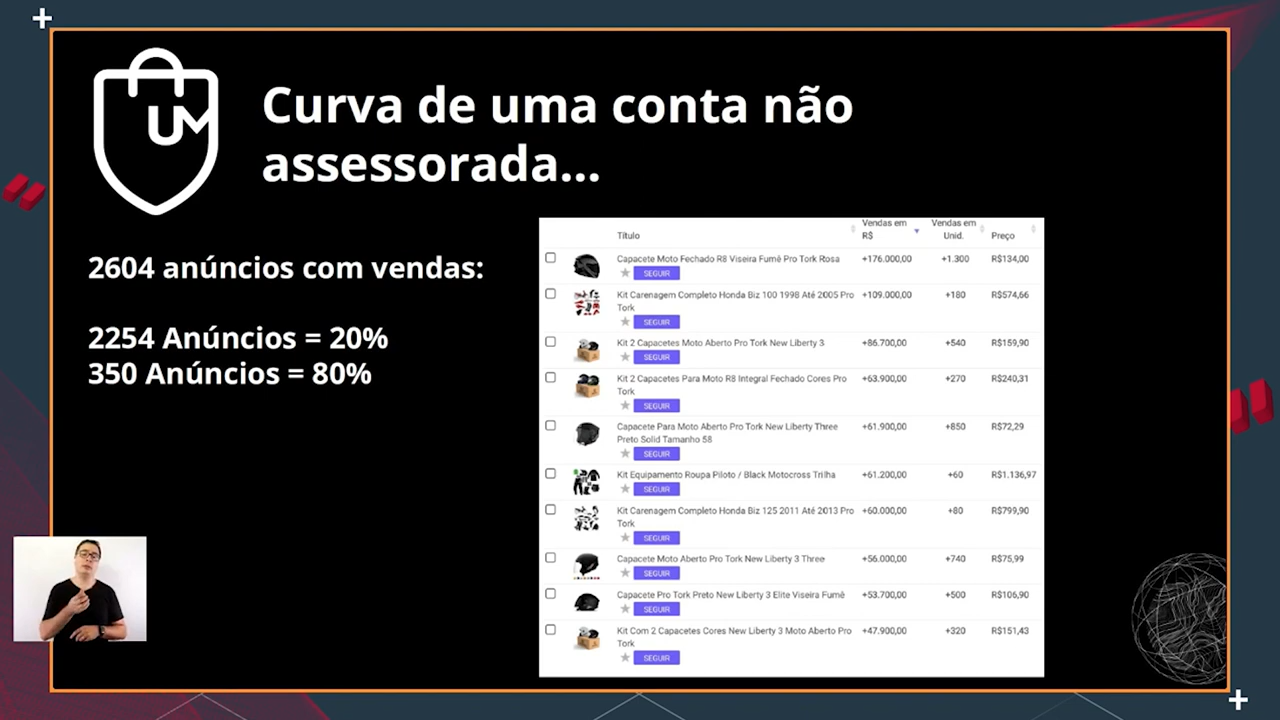 UM
Curva de uma conta não
assessorada...
2604 anúncios com vendas:
2254 Anúncios = 20%
350 Anúncios = 80%
Título Vendas em R$ Vendas em Unid. Preço
Capacete Moto Fechado R8 Viseira Fumê Pro Tork Rosa +176.000,00 +1.300 R$134,00
SEGUIR
Kit Carenagem Completo Honda Biz 100 1998 Até 2005 Pro +109.000,00 +180 R$574,66
Tork
SEGUIR
Kit 2 Capacetes Moto Aberto Pro Tork New Liberty 3 +86.700,00 +540 R$159,90
SEGUIR
Kit 2 Capacetes Para Moto R8 Integral Fechado Cores Pro +63.900,00 +270 R$240,31
Tork
SEGUIR
Capacete Para Moto Aberto Pro Tork New Liberty Three +61.900,00 +850 R$72,29
Preto Solid Tamanho 58
SEGUIR
Kit Equipamento Roupa Piloto / Black Motocross Trilha +61.200,00 +60 R$1.136,97
SEGUIR
Kit Carenagem Completo Honda Biz 125 2011 Até 2013 Pro +60.000,00 +80 R$799,90
Tork
SEGUIR
Capacete Moto Aberto Pro Tork New Liberty 3 Three +56.000,00 +740 R$75,99
SEGUIR
Capacete Pro Tork Preto New Liberty 3 Elite Viseira Fumê +53.700,00 +500 R$106,90
SEGUIR
Kit Com 2 Capacetes Cores New Liberty 3 Moto Aberto Pro +47.900,00 +320 R$151,43
Tork
SEGUIR